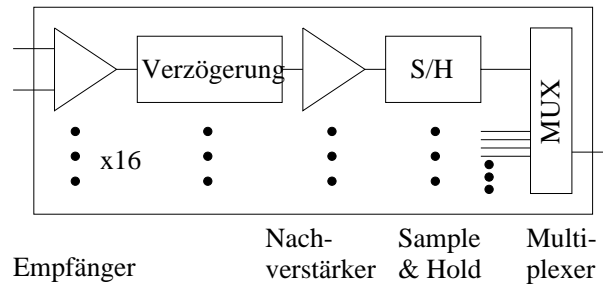 Verzögerung
S/H
MUX
x16
Nach-
verstärker
Sample
& Hold
Multi-
plexer
Empfänger